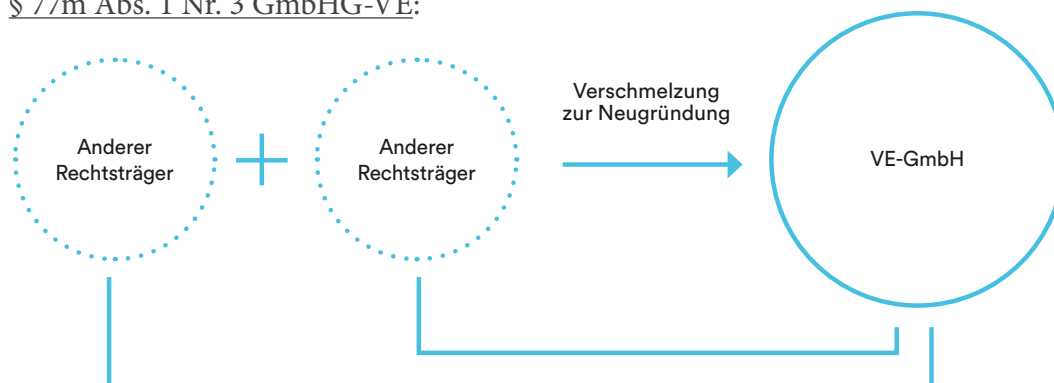 § 77m Abs. 1 Nr. 3 GmbHG-VE:
Anderer
Rechtsträger
Anderer
Rechtsträger
Verschmelzung
zur Neugründung
VE-GmbH